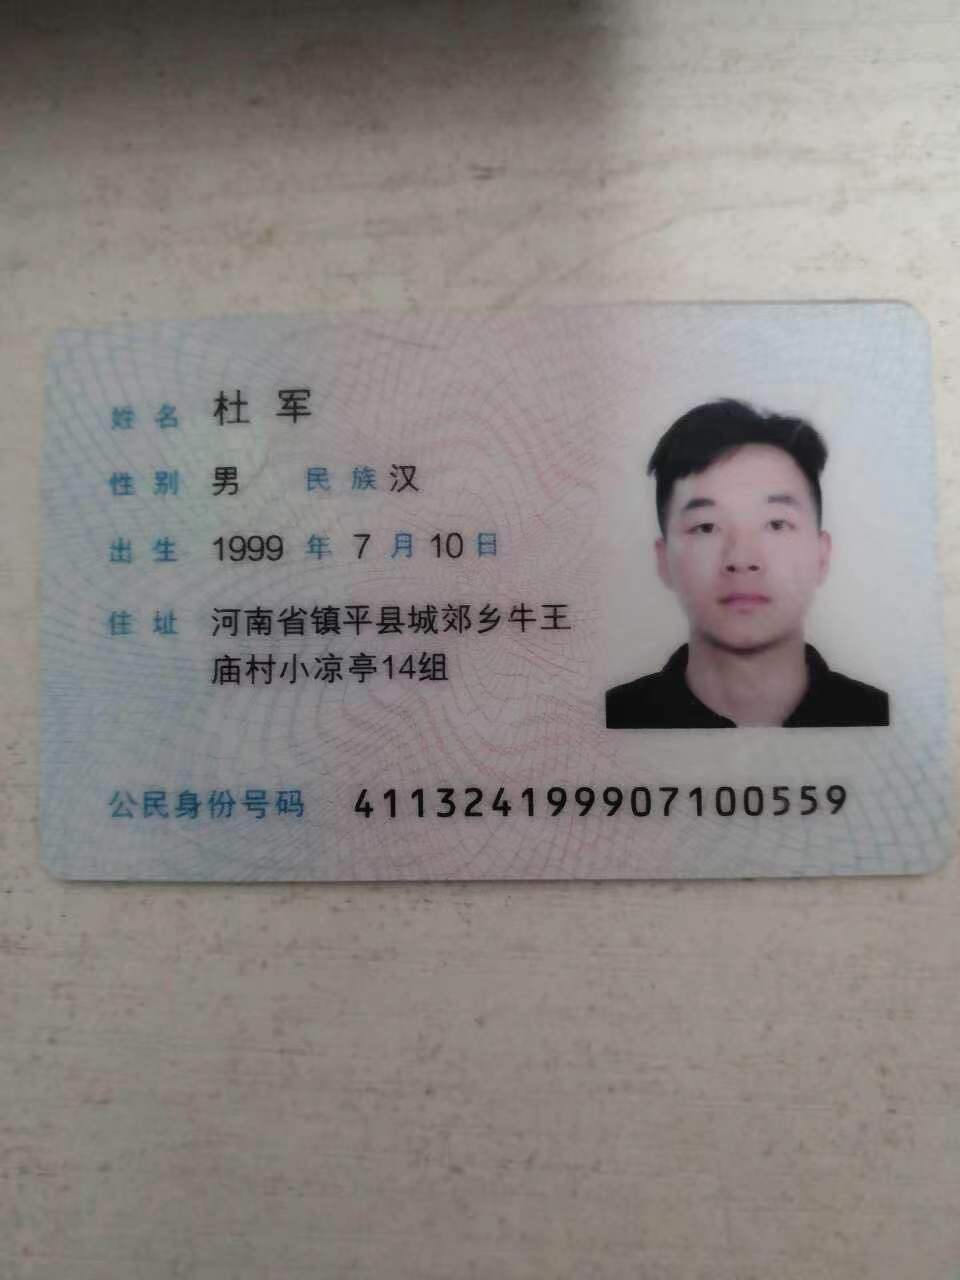 姓名 杜军
性别 男 民族 汉
出生 1999 年 7 月 10 日
住址 河南省镇平县城郊乡牛王
庙村小凉亭14组
公民身份号码 411324199907100559